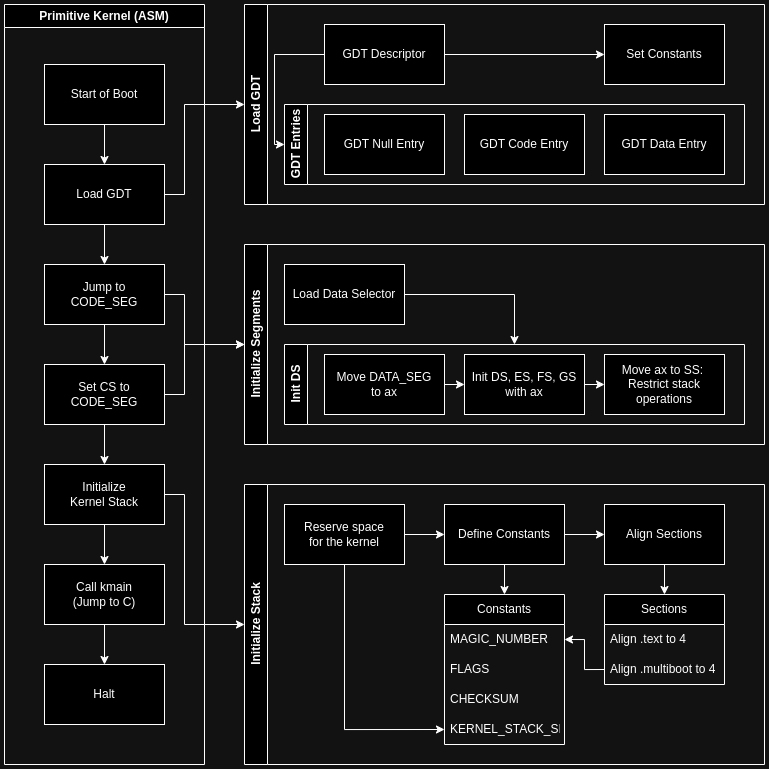 Primitive Kernel (ASM)
Start of Boot
Load GDT
Jump to
CODE_SEG
Set CS to
CODE_SEG
Initialize
Kernel Stack
Call kmain
(Jump to C)
Halt
Load GDT
GDT Descriptor
Set Constants
GDT Entries
GDT Null Entry
GDT Code Entry
GDT Data Entry
Initialize Segments
Load Data Selector
Init DS
Move DATA_SEG
to ax
Init DS, ES, FS, GS
with ax
Move ax to SS:
Restrict stack
operations
Initialize Stack
Reserve space
for the kernel
Define Constants
Align Sections
Constants
MAGIC_NUMBER
FLAGS
CHECKSUM
KERNEL_STACK_SI
Sections
Align .text to 4
Align .multiboot to 4